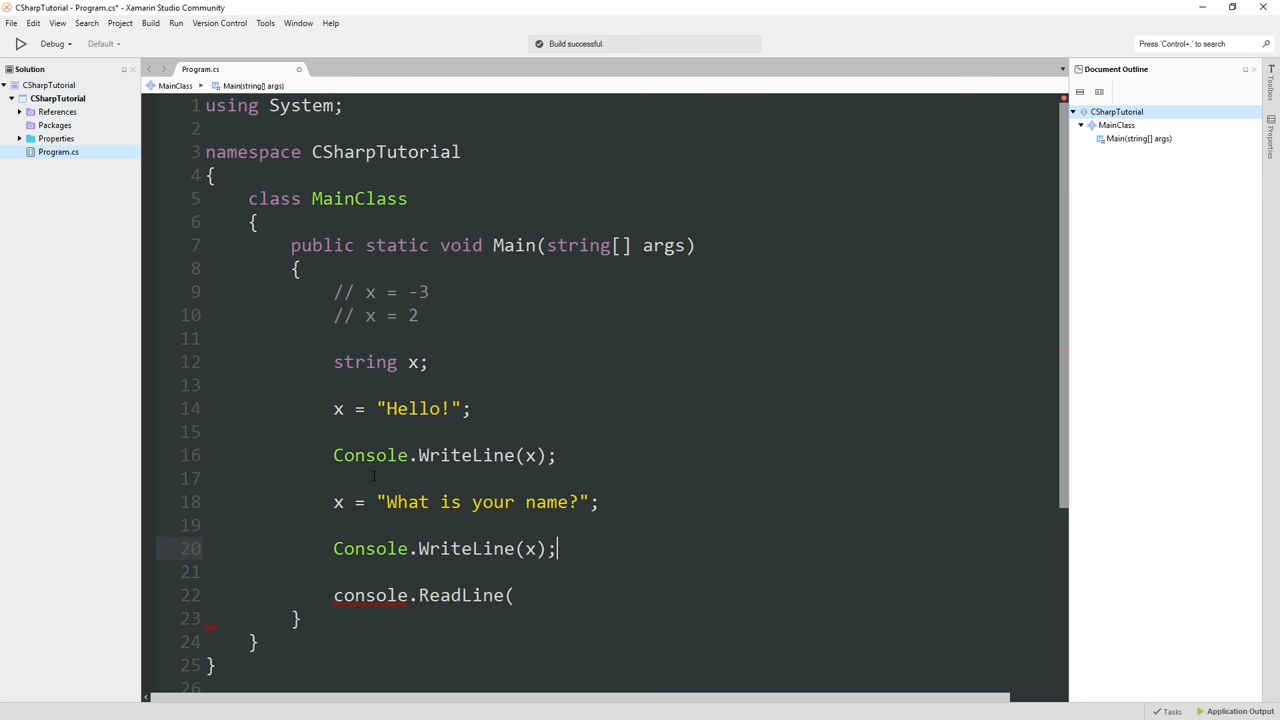 CSharpTutorial - Program.cs* - Xamarin Studio Community
File Edit View Search Project Build Run Version Control Tools Window Help
Debug Default Build successful. Press 'Control+,' to search
Solution
CSharpTutorial
CSharpTutorial
References
Packages
Properties
Program.cs
Program.cs
MainClass Main(string[] args)
1 using System;
2
3 namespace CSharpTutorial
4 {
5 class MainClass
6 {
7 public static void Main(string[] args)
8 {
9 // x = -3
10 // x = 2
11
12 string x;
13
14 x = "Hello!";
15
16 Console.WriteLine(x);
17
18 x = "What is your name?";
19
20 Console.WriteLine(x);
21
22 console.ReadLine(
23 }
24 }
25 }
26
Document Outline
CSharpTutorial
MainClass
Main(string[] args)
Toolbox
Properties
Tasks Application Output